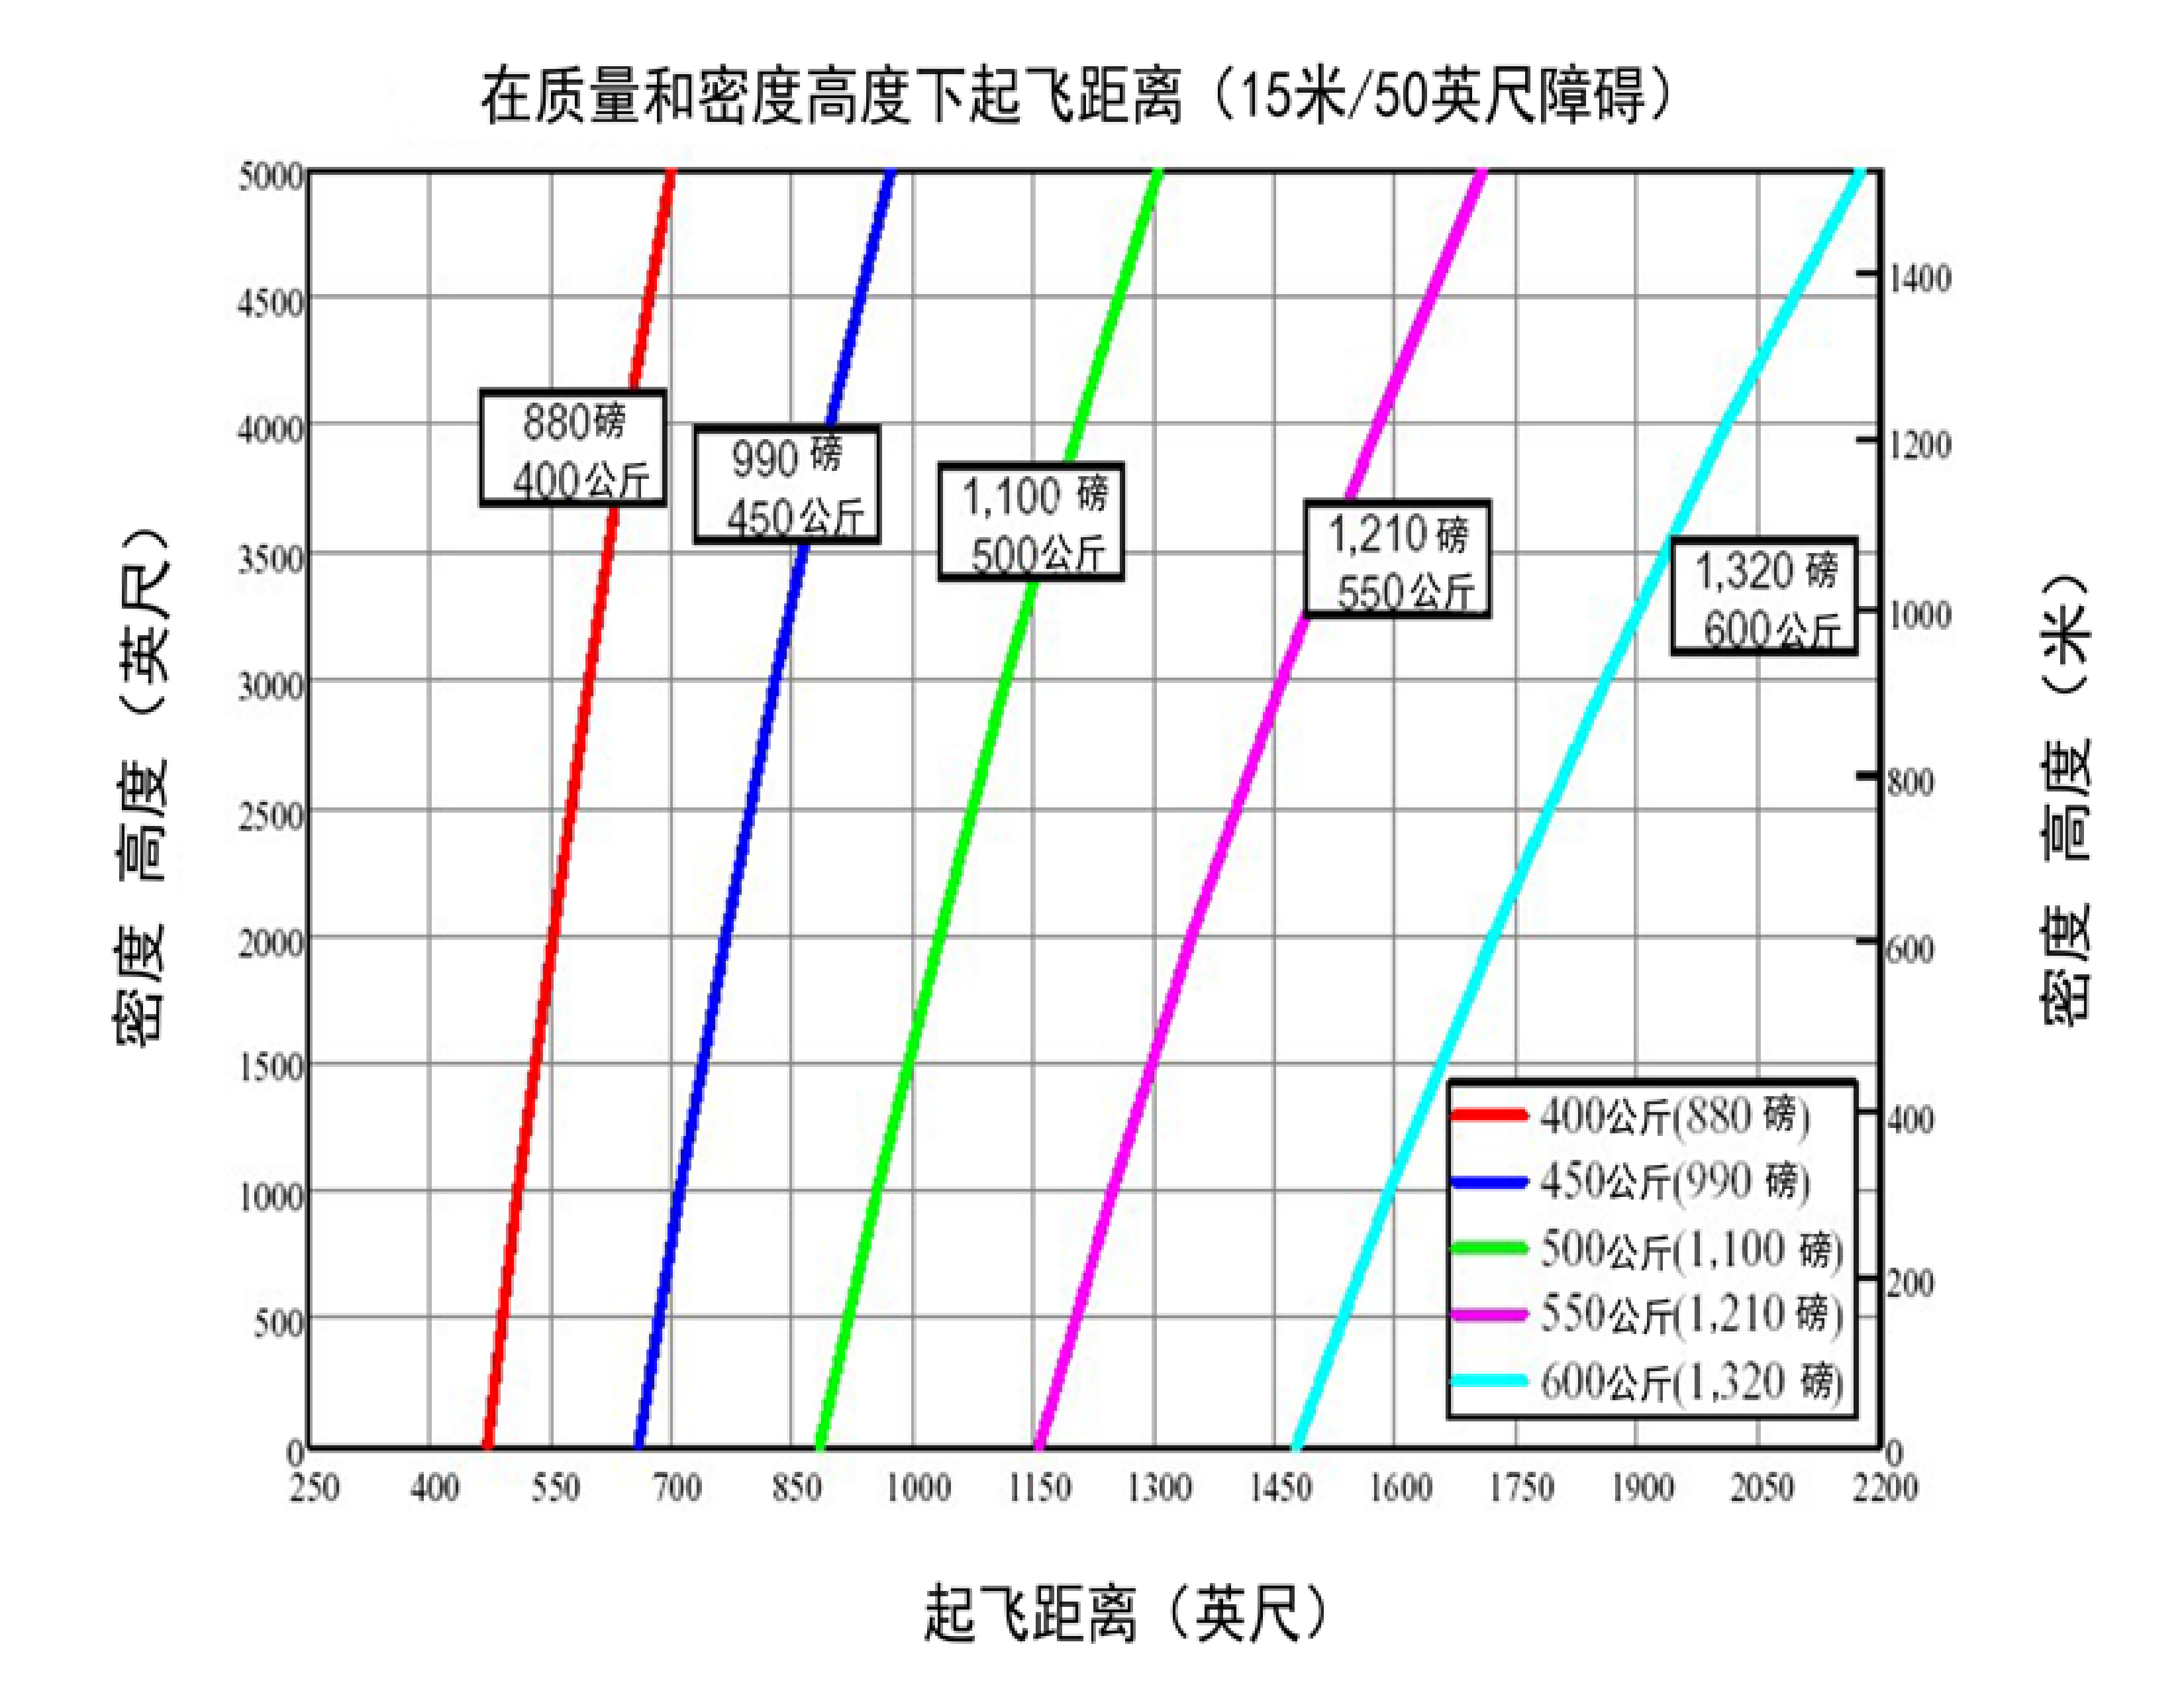 在质量和密度高度下起飞距离（15米/50英尺障碍）
密度 高度（英尺）
5000
4500
4000
3500
3000
2500
2000
1500
1000
500
0
880磅
400公斤
990 磅
450公斤
1,100 磅
500公斤
1,210 磅
550公斤
1,320 磅
600公斤
1400
1200
1000
800
600
400
200
0
密度 高度（米）
400公斤(880 磅)
450公斤(990 磅)
500公斤(1,100 磅)
550公斤(1,210 磅)
600公斤(1,320 磅)
250 400 550 700 850 1000 1150 1300 1450 1600 1750 1900 2050 2200
起飞距离（英尺）